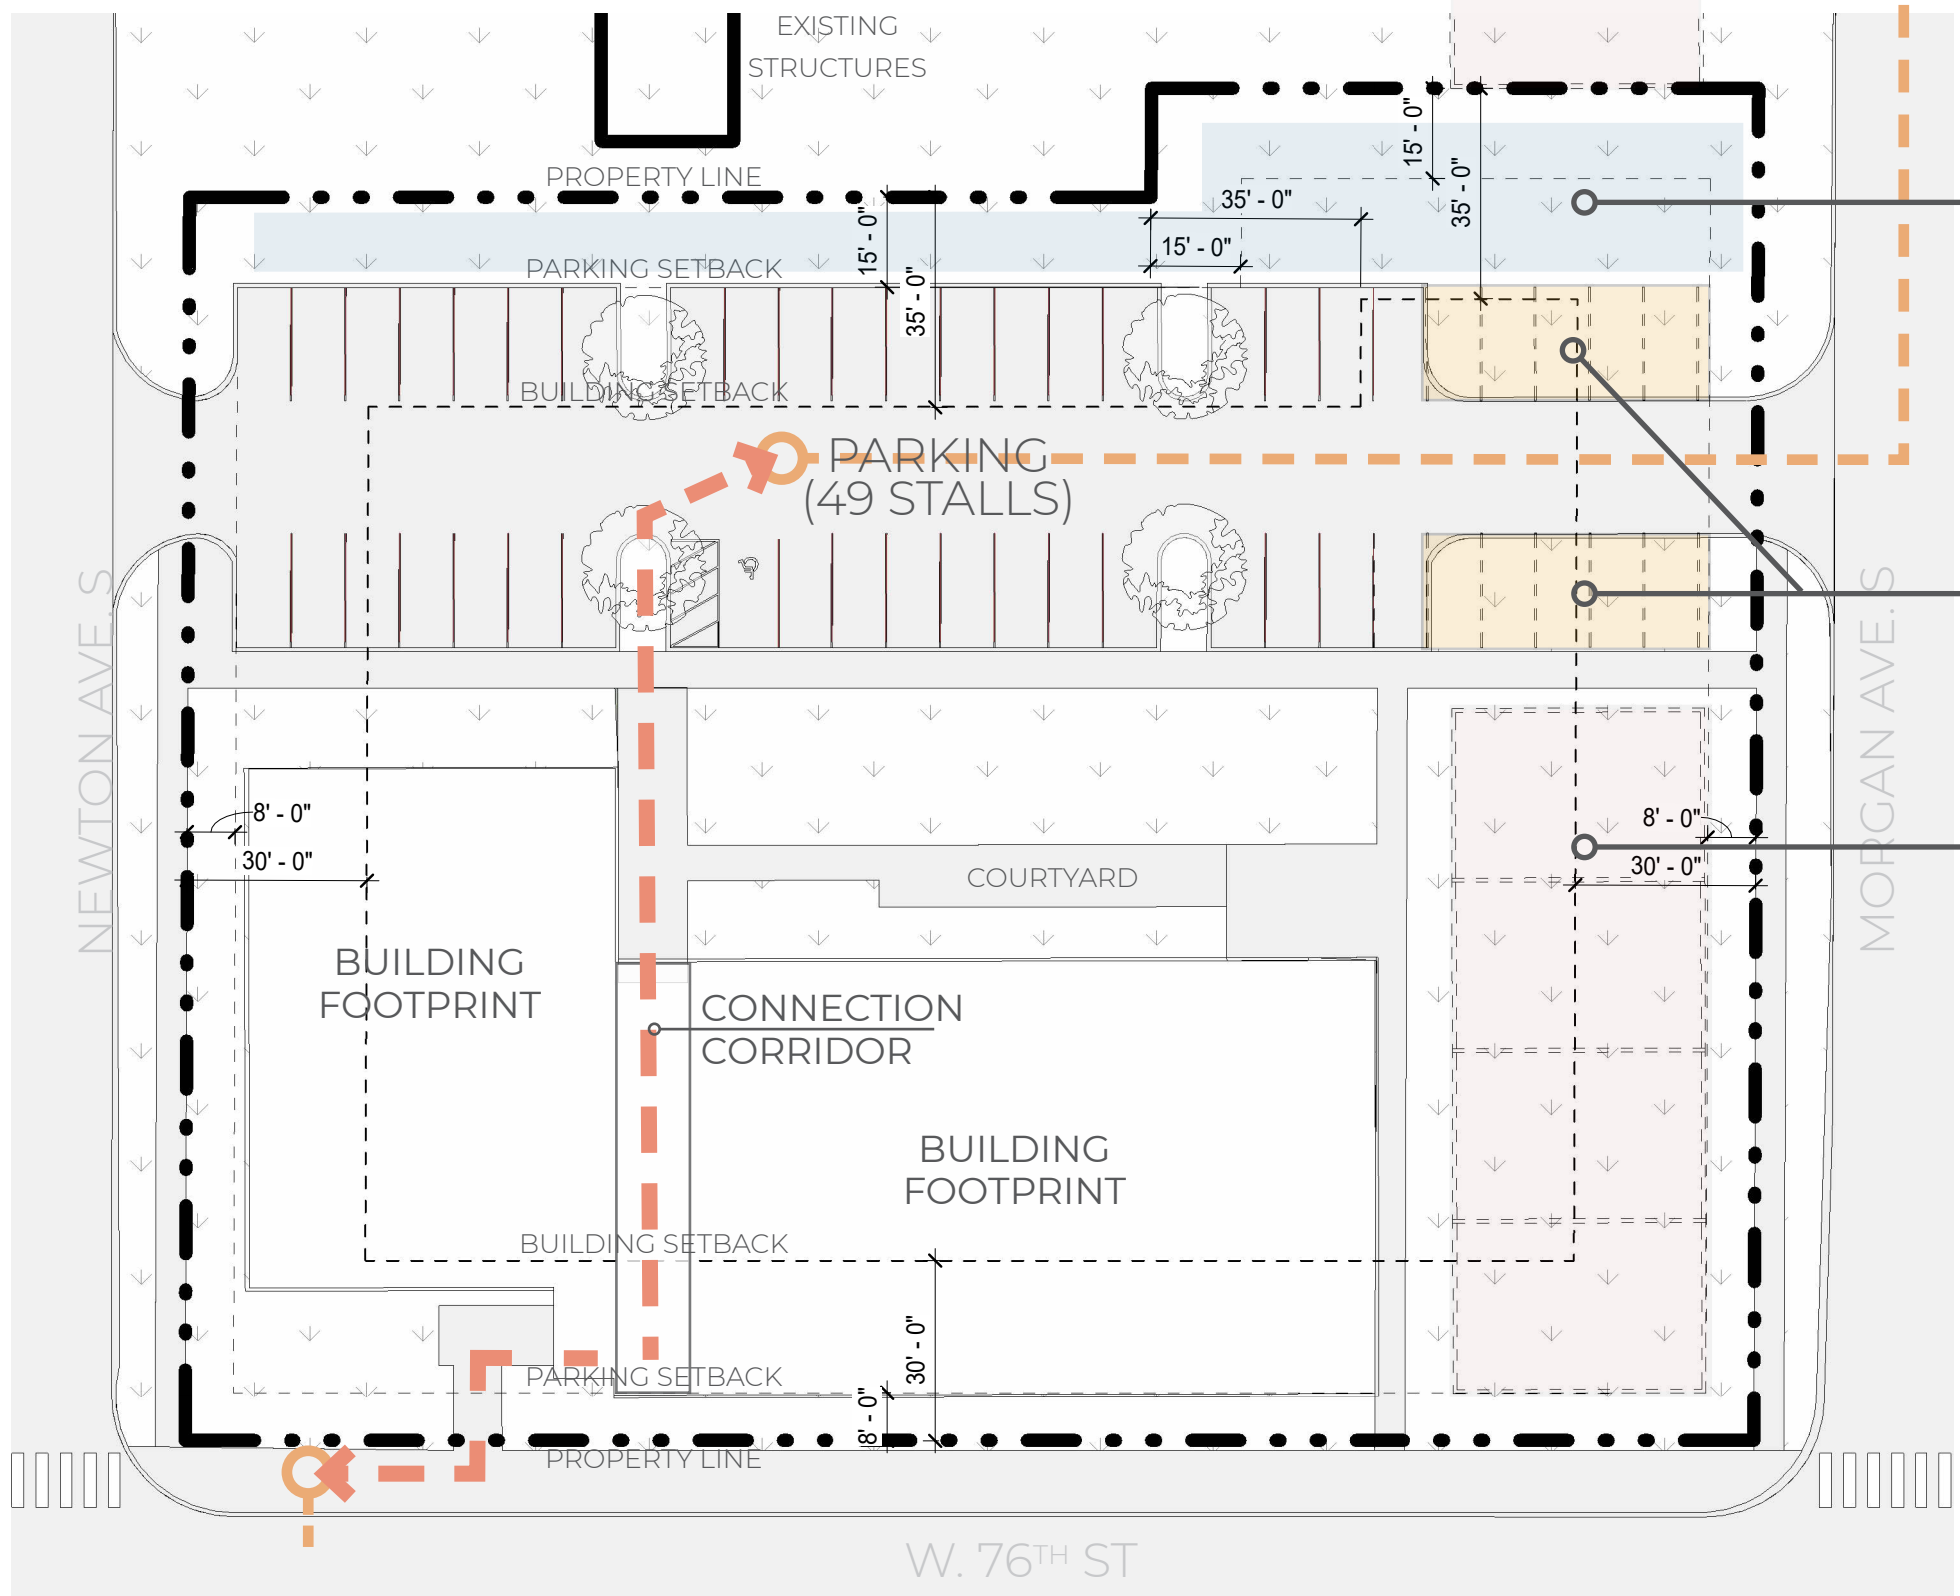 EXISTING
STRUCTURES
PROPERTY LINE
15' - 0"
35' - 0"
35' - 0"
15' - 0"
15' - 0"
35' - 0"
PARKING SETBACK
BUILDING SETBACK
PARKING
(49 STALLS)
NEWTON AVE. S
MORGAN AVE. S
8' - 0"
30' - 0"
8' - 0"
30' - 0"
COURTYARD
BUILDING
FOOTPRINT
CONNECTION
CORRIDOR
BUILDING
FOOTPRINT
BUILDING SETBACK
30' - 0"
PARKING SETBACK
8' - 0"
PROPERTY LINE
W. 76TH ST